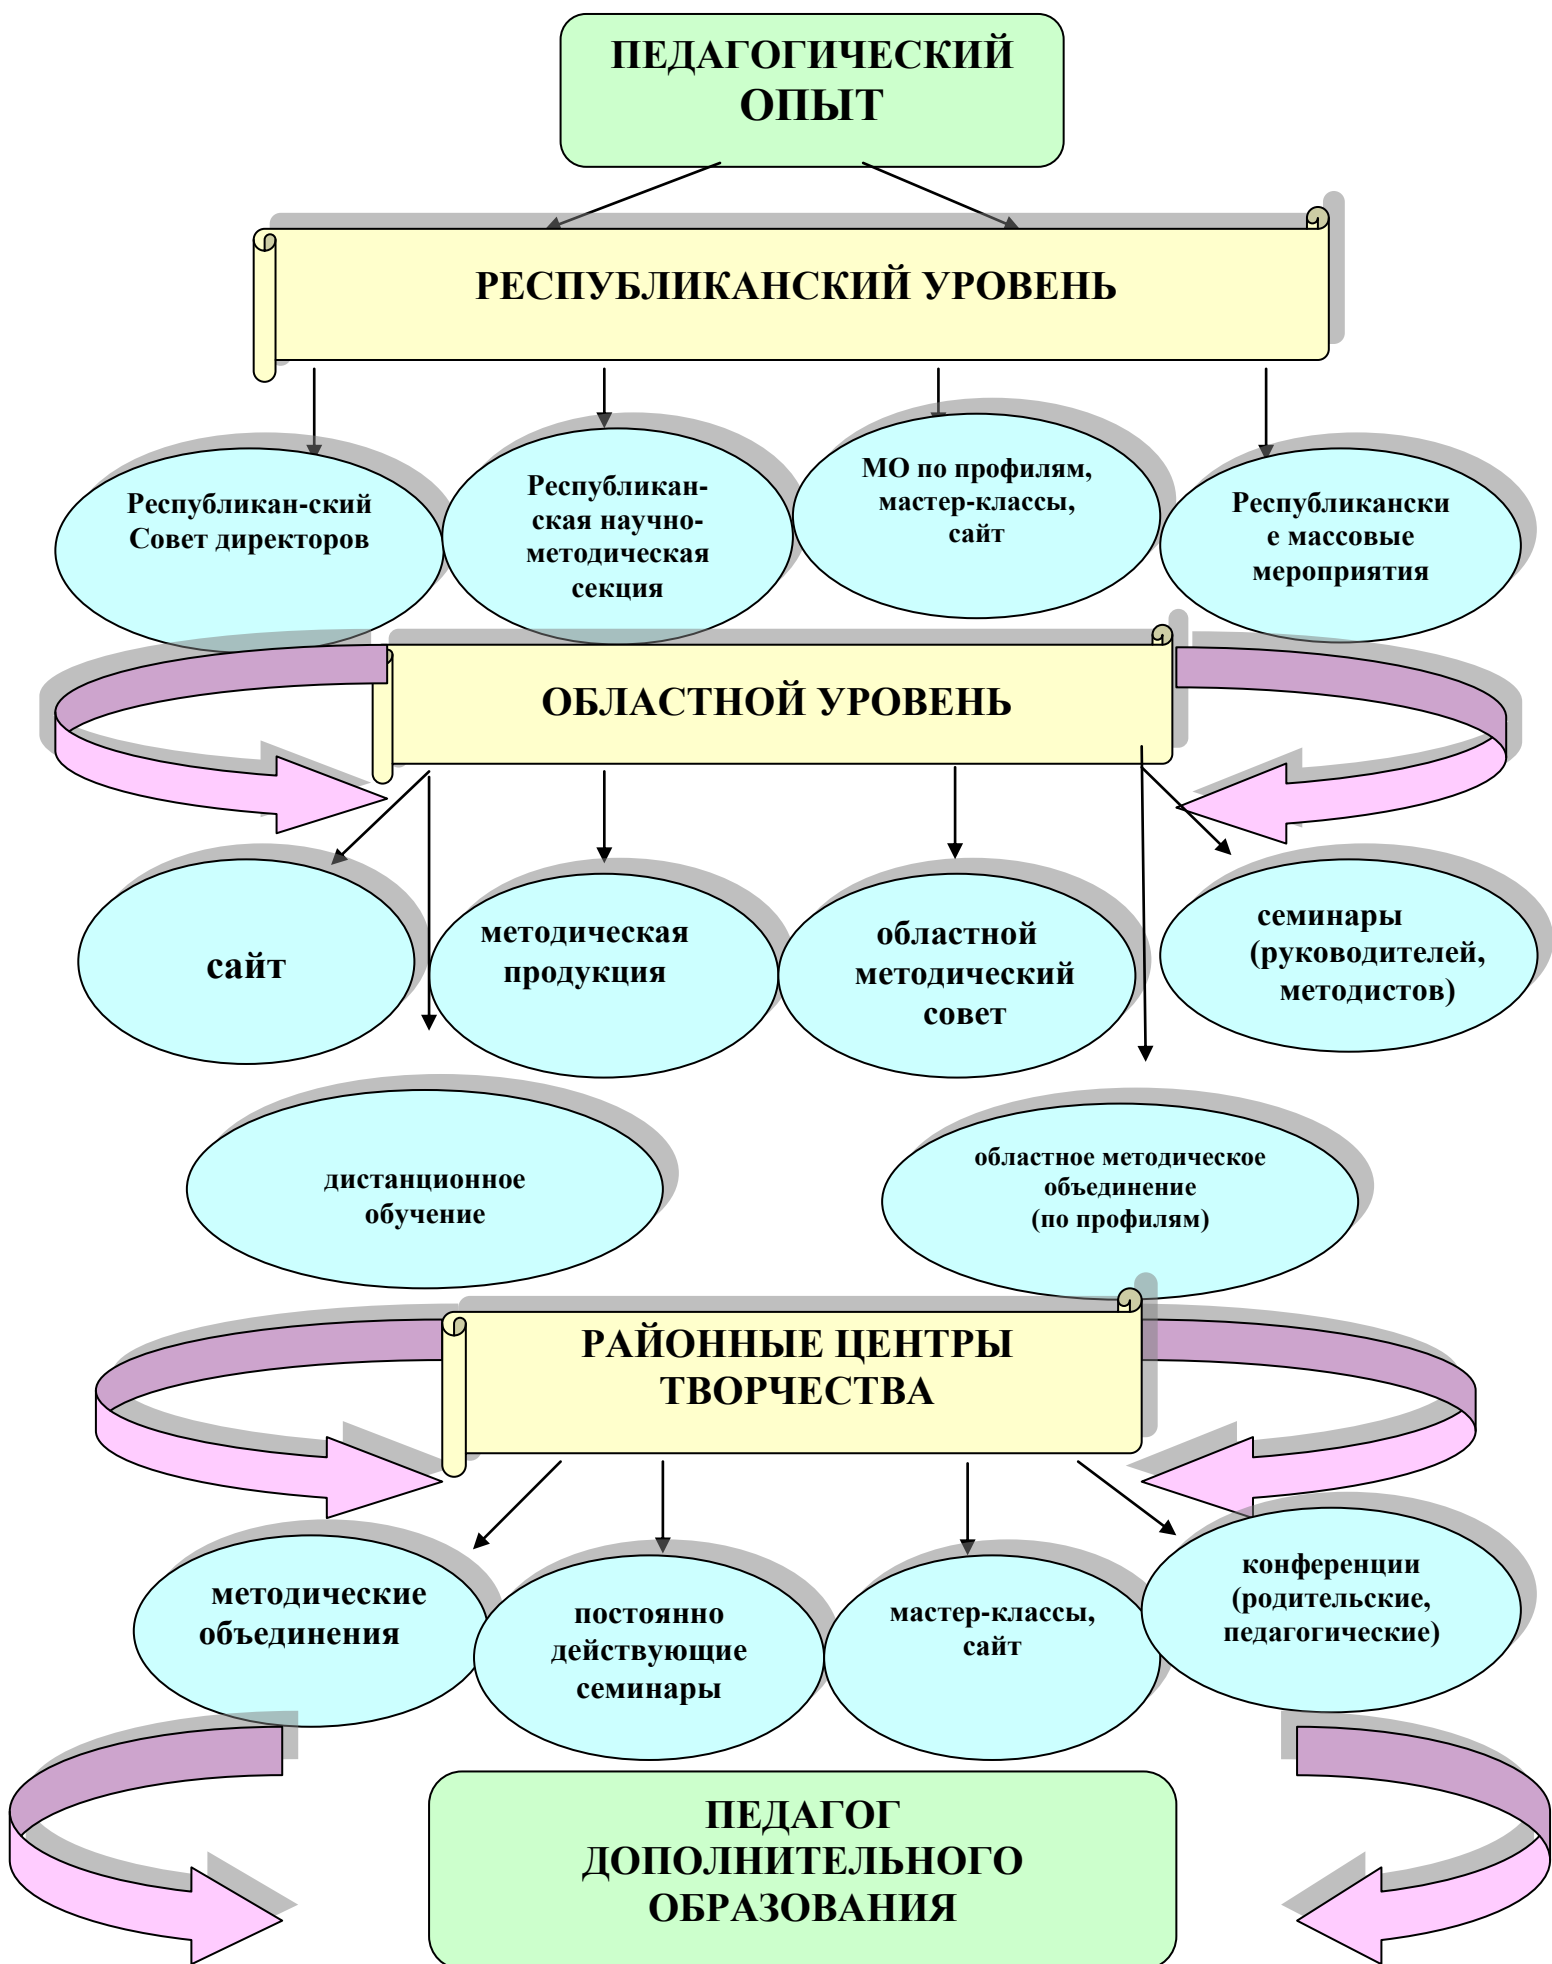 ПЕДАГОГИЧЕСКИЙ
ОПЫТ
РЕСПУБЛИКАНСКИЙ УРОВЕНЬ
Республикан-ский
Совет директоров
Республикан-
ская научно-
методическая
секция
МО по профилям,
мастер-классы,
сайт
Республикански
е массовые
мероприятия
ОБЛАСТНОЙ УРОВЕНЬ
сайт
методическая
продукция
областной
методический
совет
семинары
(руководителей,
методистов)
дистанционное
обучение
областное методическое
объединение
(по профилям)
РАЙОННЫЕ ЦЕНТРЫ
ТВОРЧЕСТВА
методические
объединения
постоянно
действующие
семинары
мастер-классы,
сайт
конференции
(родительские,
педагогические)
ПЕДАГОГ
ДОПОЛНИТЕЛЬНОГО
ОБРАЗОВАНИЯ